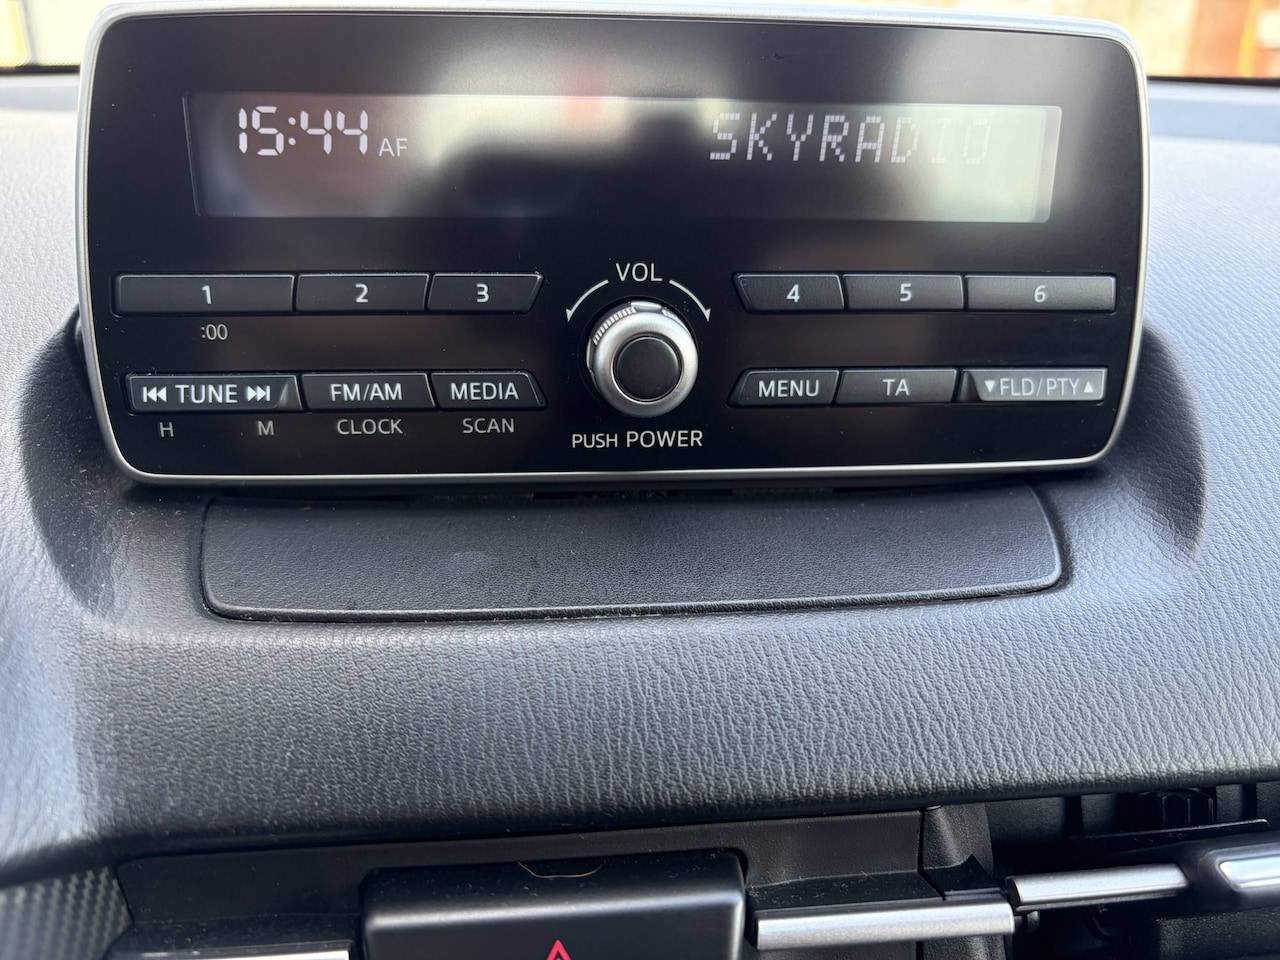 15:44 AF SKYRADIO
VOL
1 2 3 4 5 6
:00
TUNE FM/AM MEDIA MENU TA ▼FLD/PTY▲
H M CLOCK SCAN
PUSH POWER